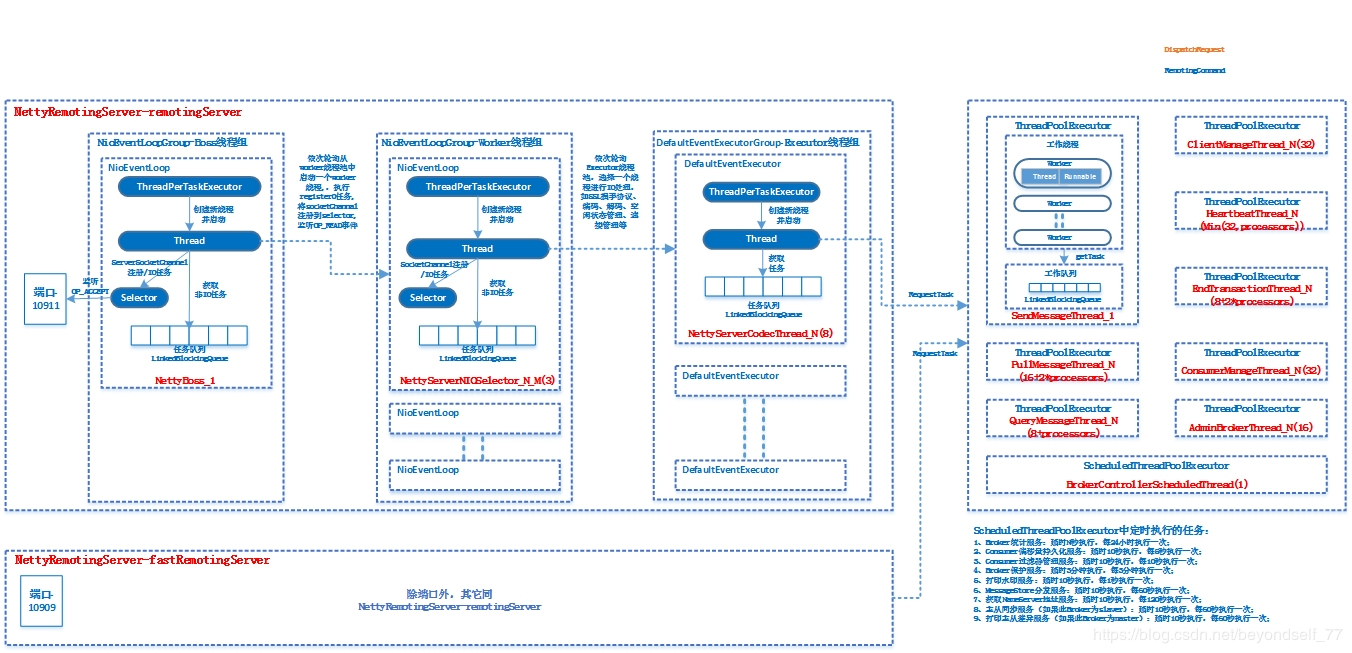 DispatchRequest
RemotingCommand
NettyRemotingServer-remotingServer
NioEventLoopGroup-Boss线程组
NioEventLoop
ThreadPerTaskExecutor
创建新线程
并启动
Thread
ServerSocketChannel
注册/IO任务
获取
非IO任务
Selector
监听
OP_ACCEPT
端口-
10911
任务队列
LinkedBlockingQueue
NettyBoss_1
依次轮询从
worker线程池中
启动一个worker
线程,执行
register0任务,
将socketChannel
注册到selector,
监听OP_READ事件
NioEventLoopGroup-Worker线程组
NioEventLoop
ThreadPerTaskExecutor
创建新线程
并启动
Thread
SocketChannel注册
/IO任务
获取
非IO任务
Selector
任务队列
LinkedBlockingQueue
NettyServerNIOSelector_N_M(3)
NioEventLoop
NioEventLoop
依次轮询
Executor线程
池,选择一个线
程进行IO处理,
如SSL握手协议、
编码、解码、空
闲状态管理、连
接管理等
DefaultEventExecutorGroup-Executor线程组
DefaultEventExecutor
ThreadPerTaskExecutor
创建新线程
并启动
Thread
获取
任务
任务队列
LinkedBlockingQueue
NettyServerCodecThread_N(8)
DefaultEventExecutor
DefaultEventExecutor
RequestTask
RequestTask
ThreadPoolExecutor
工作线程
Worker
Thread
Runnable
Worker
Worker
getTask
工作队列
LinkedBlockingQueue
SendMessageThread_1
ThreadPoolExecutor
ClientManageThread_N(32)
ThreadPoolExecutor
HeartbeatThread_N
(Min(32,processors))
ThreadPoolExecutor
EndTransactionThread_N
(8+2*processors)
ThreadPoolExecutor
PullMessageThread_N
(16+2*processors)
ThreadPoolExecutor
ConsumerManageThread_N(32)
ThreadPoolExecutor
QueryMessageThread_N
(8+processors)
ThreadPoolExecutor
AdminBrokerThread_N(16)
ScheduledThreadPoolExecutor
BrokerControllerScheduledThread(1)
ScheduledThreadPoolExecutor中定时执行的任务：
1、Broker统计服务：延时N秒执行，每24小时执行一次；
2、Consumer偏移量持久化服务：延时10秒执行，每5秒执行一次；
3、Consumer过滤器管理服务：延时10秒执行，每10秒执行一次；
4、Broker保护服务：延时3分钟执行，每3分钟执行一次；
5、打印水印服务：延时10秒执行，每1秒执行一次；
6、MessageStore分发服务：延时10秒执行，每60秒执行一次；
7、获取NameServer地址服务：延时10秒执行，每120秒执行一次；
8、主从同步服务（如果此Broker为slaver）：延时10秒执行，每60秒执行一次；
9、打印主从差异服务（如果此Broker为master）：延时10秒执行，每60秒执行一次；
NettyRemotingServer-fastRemotingServer
端口-
10909
除端口外，其它同
NettyRemotingServer-remotingServer
https://blog.csdn.net/beyondself_77